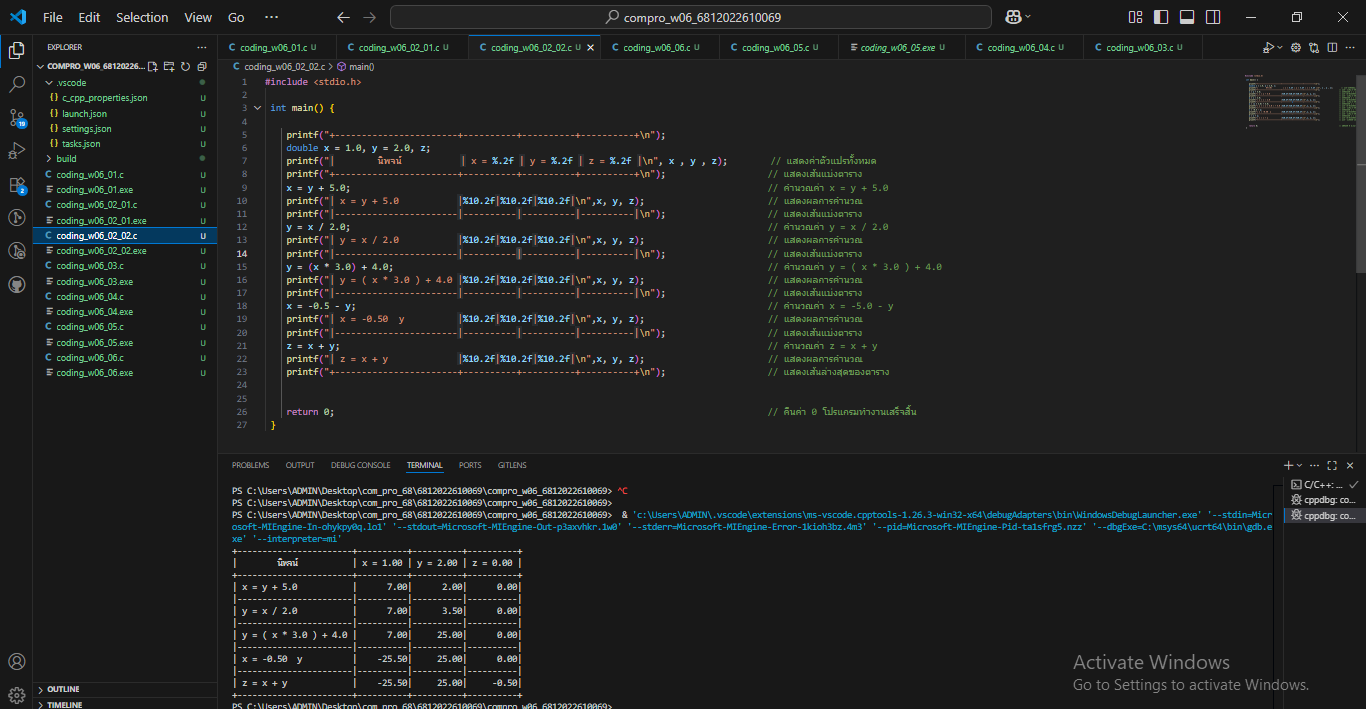 File Edit Selection View Go ··· compro_w06_6812022610069
EXPLORER ···
COMPRO_W06_68120226...
.vscode
{} c_cpp_properties.json U
{} launch.json U
{} settings.json U
{} tasks.json U
build
C coding_w06_01.c U
coding_w06_01.exe U
C coding_w06_02_01.c U
coding_w06_02_01.exe U
C coding_w06_02_02.c U
coding_w06_02_02.exe U
C coding_w06_03.c U
coding_w06_03.exe U
C coding_w06_04.c U
coding_w06_04.exe U
C coding_w06_05.c U
coding_w06_05.exe U
C coding_w06_06.c U
coding_w06_06.exe U
OUTLINE
TIMELINE
19
2
C coding_w06_01.c U C coding_w06_02_01.c U C coding_w06_02_02.c U C coding_w06_06.c U C coding_w06_05.c U coding_w06_05.exe U C coding_w06_04.c U C coding_w06_03.c U
C coding_w06_02_02.c > main()
1 #include <stdio.h>
2
3 int main() {
4
5 printf("+-----------------------+----------+----------+----------+\n");
6 double x = 1.0, y = 2.0, z;
7 printf("| นิพจน์ | x = %.2f | y = %.2f | z = %.2f |\n", x , y , z); // แสดงค่าตัวแปรทั้งหมด
8 printf("+-----------------------+----------+----------+----------+\n"); // แสดงเส้นแบ่งตาราง
9 x = y + 5.0; // คำนวณค่า x = y + 5.0
10 printf("| x = y + 5.0 |%10.2f|%10.2f|%10.2f|\n",x, y, z); // แสดงผลการคำนวณ
11 printf("|-----------------------|----------|----------|----------|\n"); // แสดงเส้นแบ่งตาราง
12 y = x / 2.0; // คำนวณค่า y = x / 2.0
13 printf("| y = x / 2.0 |%10.2f|%10.2f|%10.2f|\n",x, y, z); // แสดงผลการคำนวณ
14 printf("|-----------------------|----------|----------|----------|\n"); // แสดงเส้นแบ่งตาราง
15 y = (x * 3.0) + 4.0; // คำนวณค่า y = ( x * 3.0 ) + 4.0
16 printf("| y = ( x * 3.0 ) + 4.0 |%10.2f|%10.2f|%10.2f|\n",x, y, z); // แสดงผลการคำนวณ
17 printf("|-----------------------|----------|----------|----------|\n"); // แสดงเส้นแบ่งตาราง
18 x = -0.5 - y; // คำนวณค่า x = -5.0 - y
19 printf("| x = -0.50  y |%10.2f|%10.2f|%10.2f|\n",x, y, z); // แสดงผลการคำนวณ
20 printf("|-----------------------|----------|----------|----------|\n"); // แสดงเส้นแบ่งตาราง
21 z = x + y; // คำนวณค่า z = x + y
22 printf("| z = x + y |%10.2f|%10.2f|%10.2f|\n",x, y, z); // แสดงผลการคำนวณ
23 printf("+-----------------------+----------+----------+----------+\n"); // แสดงเส้นล่างสุดของตาราง
24
25
26 return 0; // คืนค่า 0 โปรแกรมทำงานเสร็จสิ้น
27 }
PROBLEMS OUTPUT DEBUG CONSOLE TERMINAL PORTS GITLENS
PS C:\Users\ADMIN\Desktop\com_pro_68\6812022610069\compro_w06_6812022610069> ^C
PS C:\Users\ADMIN\Desktop\com_pro_68\6812022610069\compro_w06_6812022610069>
PS C:\Users\ADMIN\Desktop\com_pro_68\6812022610069\compro_w06_6812022610069> & 'c:\Users\ADMIN\.vscode\extensions\ms-vscode.cpptools-1.26.3-win32-x64\debugAdapters\bin\WindowsDebugLauncher.exe' '--stdin=Micr
osoft-MIEngine-In-ohykpy0q.lo1' '--stdout=Microsoft-MIEngine-Out-p3axvhkr.1w0' '--stderr=Microsoft-MIEngine-Error-1kioh3bz.4m3' '--pid=Microsoft-MIEngine-Pid-ta1sfrg5.nzz' '--dbgExe=C:\msys64\ucrt64\bin\gdb.e
xe' '--interpreter=mi'
+-----------------------+----------+----------+----------+
| นิพจน์ | x = 1.00 | y = 2.00 | z = 0.00 |
+-----------------------+----------+----------+----------+
| x = y + 5.0 | 7.00| 2.00| 0.00|
|-----------------------|----------|----------|----------|
| y = x / 2.0 | 7.00| 3.50| 0.00|
|-----------------------|----------|----------|----------|
| y = ( x * 3.0 ) + 4.0 | 7.00| 25.00| 0.00|
|-----------------------|----------|----------|----------|
| x = -0.50  y | -25.50| 25.00| 0.00|
|-----------------------|----------|----------|----------|
| z = x + y | -25.50| 25.00| -0.50|
+-----------------------+----------+----------+----------+
PS C:\Users\ADMIN\Desktop\com_pro_68\6812022610069\compro_w06_6812022610069>
C/C++: ...
cppdbg: co...
cppdbg: co...
Activate Windows
Go to Settings to activate Windows.